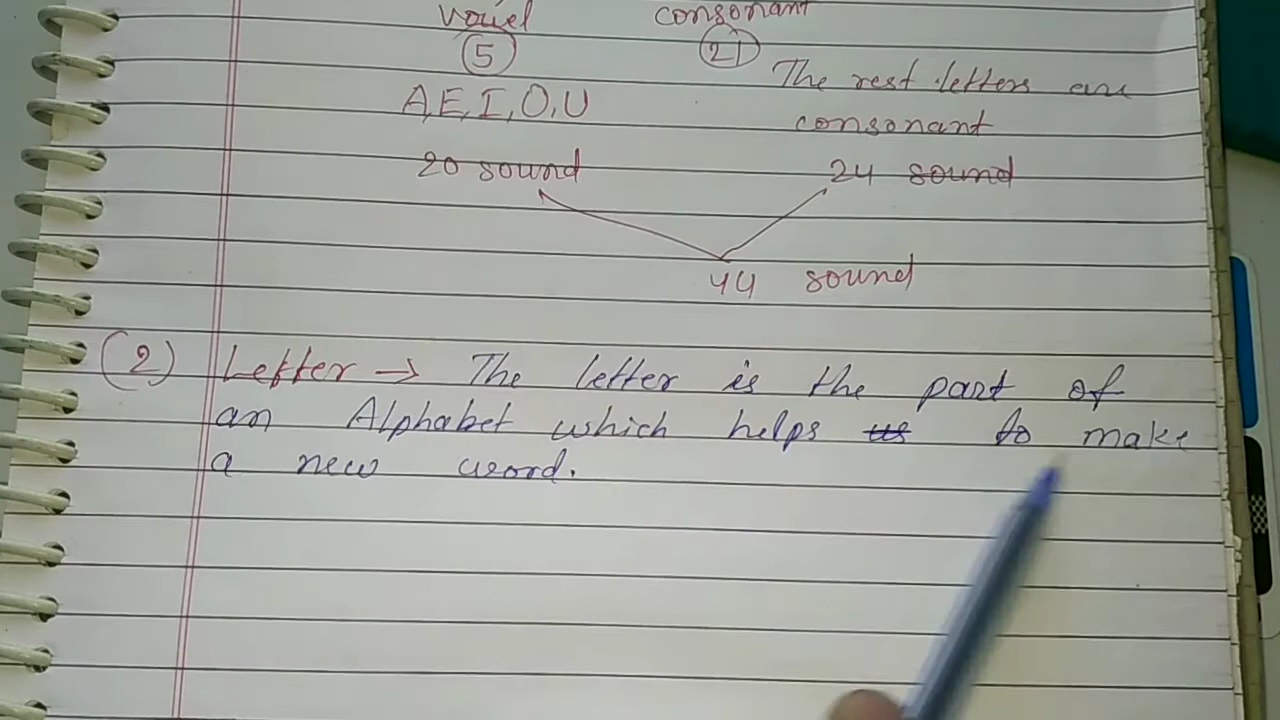 vowel consonant
5 21
The rest letters are
A,E,I,O,U consonant
20 sound 24 sound
44 sound
(2) Letter → The letter is the part of
an Alphabet which helps us to make
a new word.